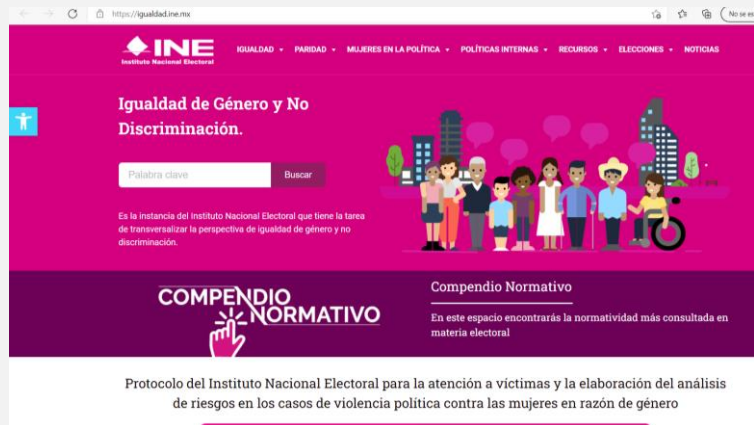 https://igualdad.ine.mx
No se es
INE
Instituto Nacional Electoral
IGUALDAD PARIDAD MUJERES EN LA POLÍTICA POLÍTICAS INTERNAS RECURSOS ELECCIONES NOTICIAS
Igualdad de Género y No
Discriminación.
Palabra clave
Buscar
Es la instancia del Instituto Nacional Electoral que tiene la tarea
de transversalizar la perspectiva de igualdad de género y no
discriminación.
COMPENDIO
NORMATIVO
Compendio Normativo
En este espacio encontrarás la normatividad más consultada en
materia electoral
Protocolo del Instituto Nacional Electoral para la atención a víctimas y la elaboración del análisis
de riesgos en los casos de violencia política contra las mujeres en razón de género